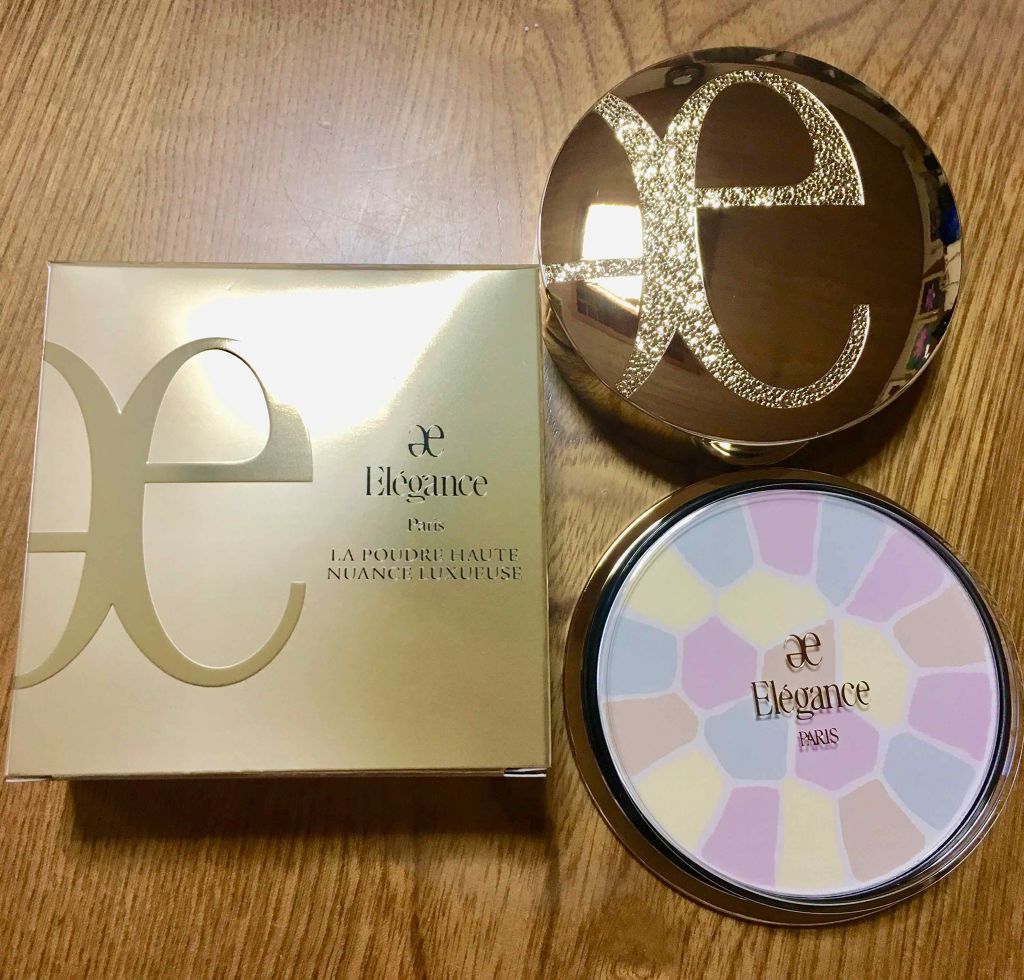 æ
Elégance
Paris
LA POUDRE HAUTE
NUANCE LUXUEUSE
æ
Elégance
PARIS